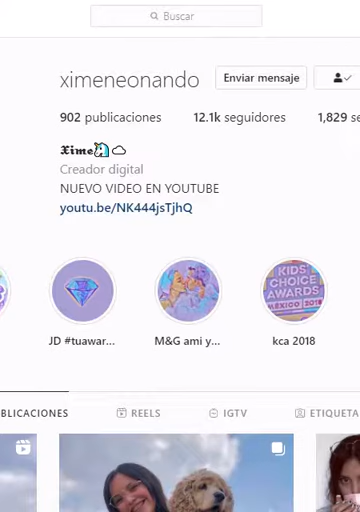 Buscar
ximeneonando
Enviar mensaje
902 publicaciones 12.1k seguidores 1,829 se
𝖃𝖎𝖒𝖊🦄☁
Creador digital
NUEVO VIDEO EN YOUTUBE
youtu.be/NK444jsTjhQ
KIDS'
CHOICE
AWARDS
MÉXICO 2018
JD #tuawar... M&G ami y... kca 2018
BLICACIONES REELS IGTV ETIQUETA